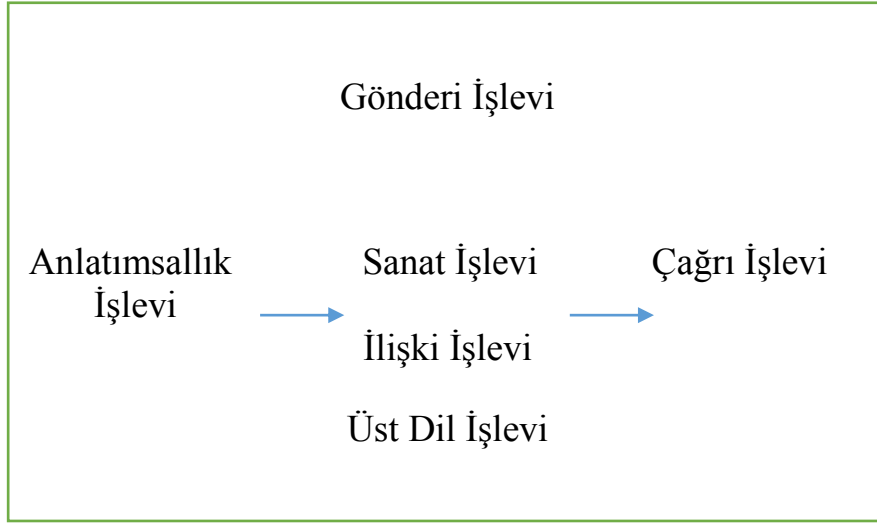 Gönderi İşlevi
Anlatımsallık
İşlevi
Sanat İşlevi
Çağrı İşlevi
İlişki İşlevi
Üst Dil İşlevi